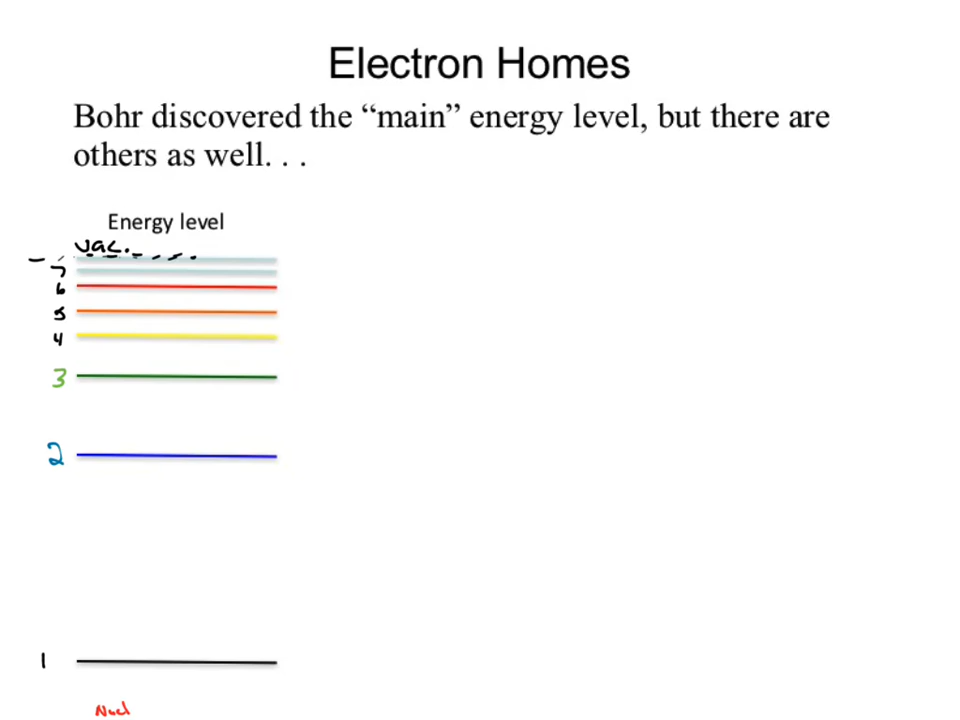 Electron Homes
Bohr discovered the “main” energy level, but there are
others as well. . .
Energy level
vac.
7
6
5
4
3
2
1
Nucl